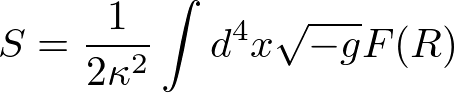 S = \frac{1}{2\kappa^2} \int d^4x \sqrt{-g} F(R)